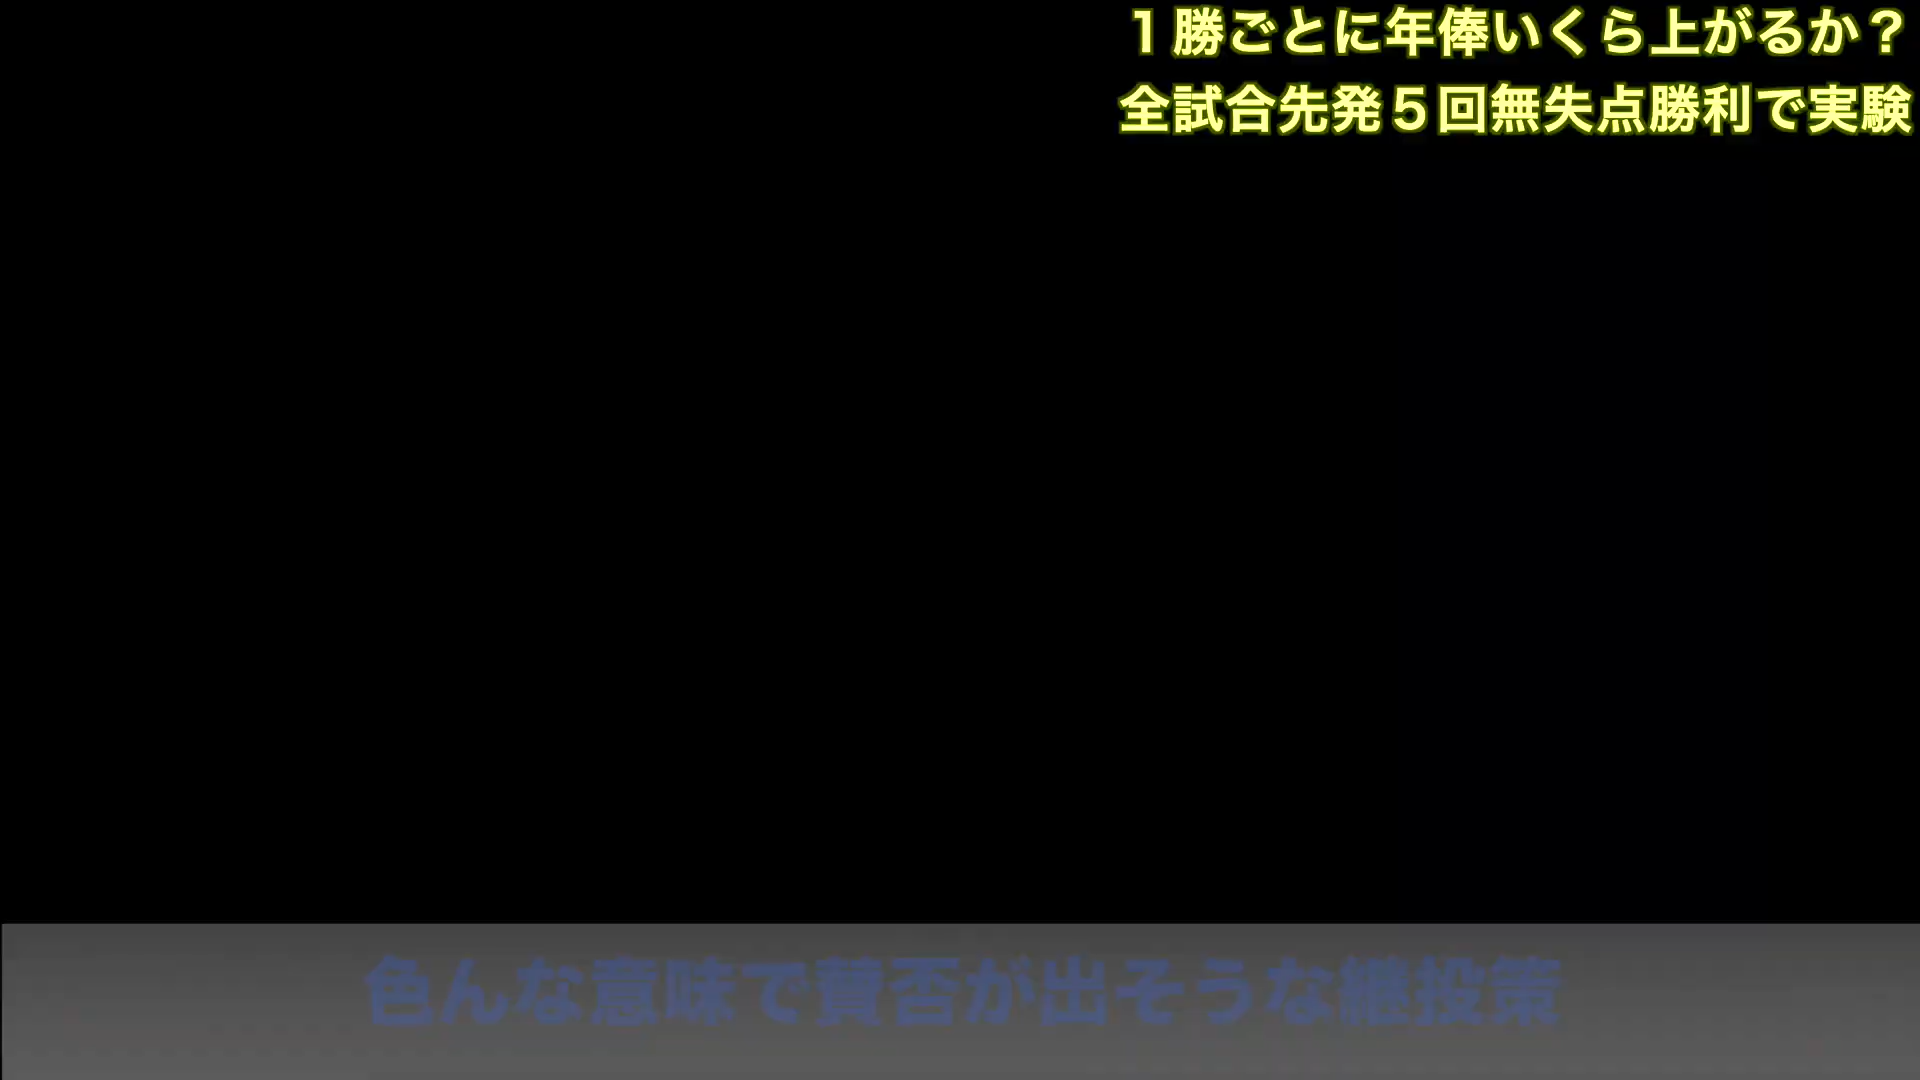 １勝ごとに年俸いくら上がるか？
全試合先発５回無失点勝利で実験
色んな意味で賛否が出そうな継投策